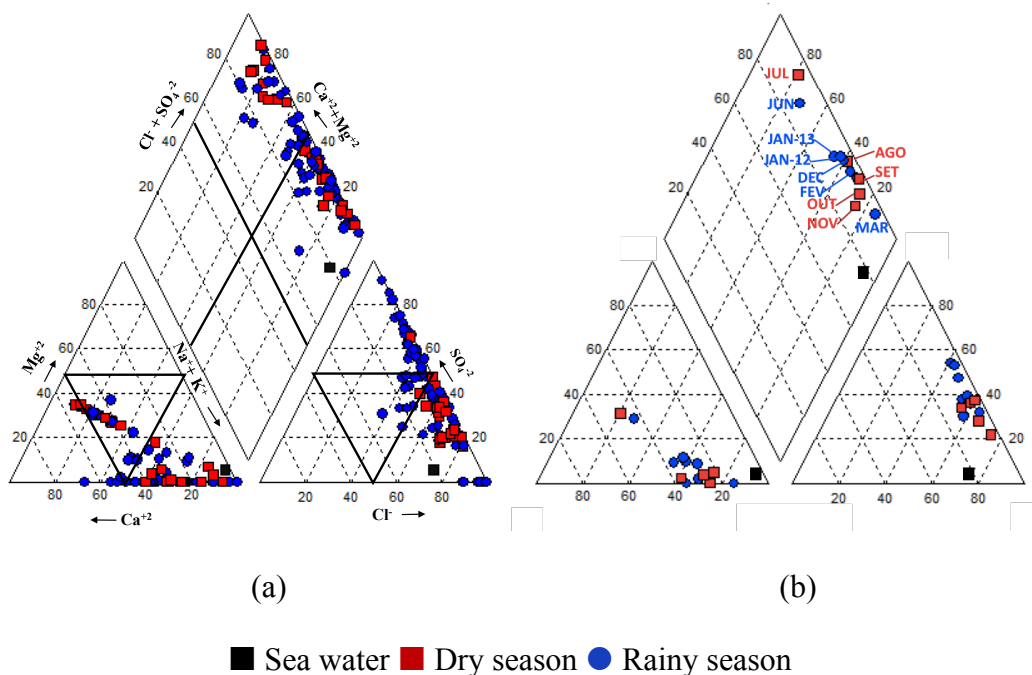 80 80
60 60
Cl⁻ + SO₄⁻²
Ca⁺²+Mg⁺²
40 40
20 20
80 80
60 60
Mg⁺²
Na⁺+ K⁺
SO₄⁻²
40 40
20 20
80 60 40 20
20 40 60 80
Ca⁺²
Cl⁻
(a)
80 80
JUL
60 60
JUN
JAN-13
40 40
JAN-12
AGO
DEC
SET
FEV
20 20
OUT
NOV
MAR
80 80
60 60
40 40
20 20
80 60 40 20
20 40 60 80
(b)
Sea water Dry season Rainy season